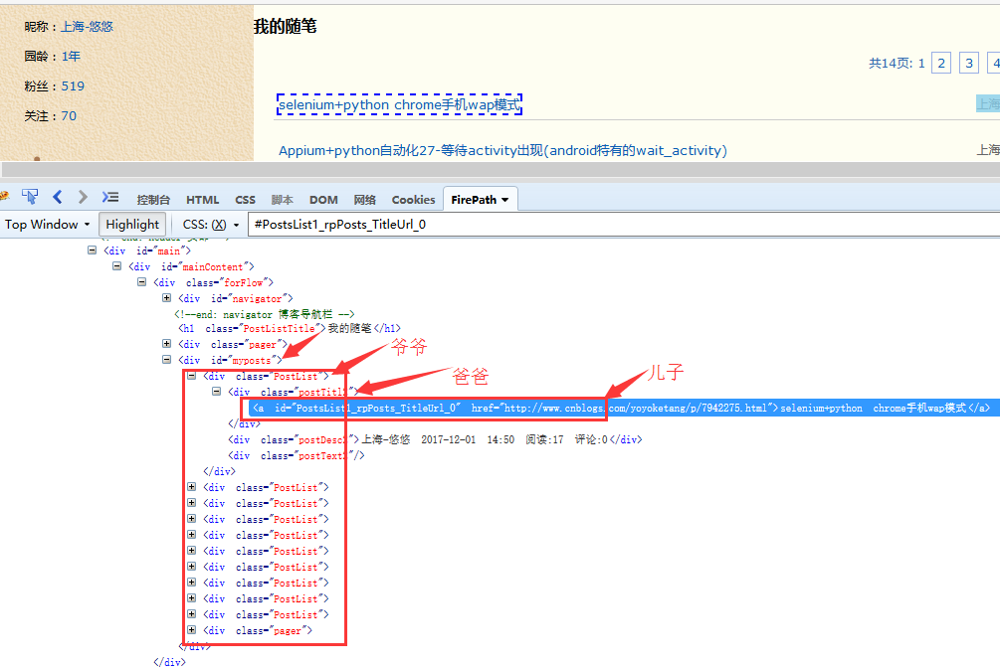 昵称：上海-悠悠
园龄：1年
粉丝：519
关注：70
我的随笔
共14页: 1 2 3 4
selenium+python chrome手机wap模式
上海
Appium+python自动化27-等待activity出现(android特有的wait_activity)
上海
控制台 HTML CSS 脚本 DOM 网络 Cookies FirePath
Top Window Highlight CSS: (X) #PostsList1_rpPosts_TitleUrl_0
<div id="main">
<div id="mainContent">
<div class="forFlow">
<div id="navigator">
<!--end: navigator 博客导航栏 -->
<h1 class="PostListTitle">我的随笔</h1>
<div class="pager">
爷爷
<div id="myposts">
<div class="PostList">
爸爸
儿子
<div class="postTitl2">
<a id="PostsList1_rpPosts_TitleUrl_0" href="http://www.cnblogs.com/yoyoketang/p/7942275.html">selenium+python chrome手机wap模式</a>
</div>
<div class="postDesc2">上海-悠悠 2017-12-01 14:50 阅读:17 评论:0</div>
<div class="postText2"/>
</div>
<div class="PostList">
<div class="PostList">
<div class="PostList">
<div class="PostList">
<div class="PostList">
<div class="PostList">
<div class="PostList">
<div class="PostList">
<div class="PostList">
<div class="pager">
</div>
</div>